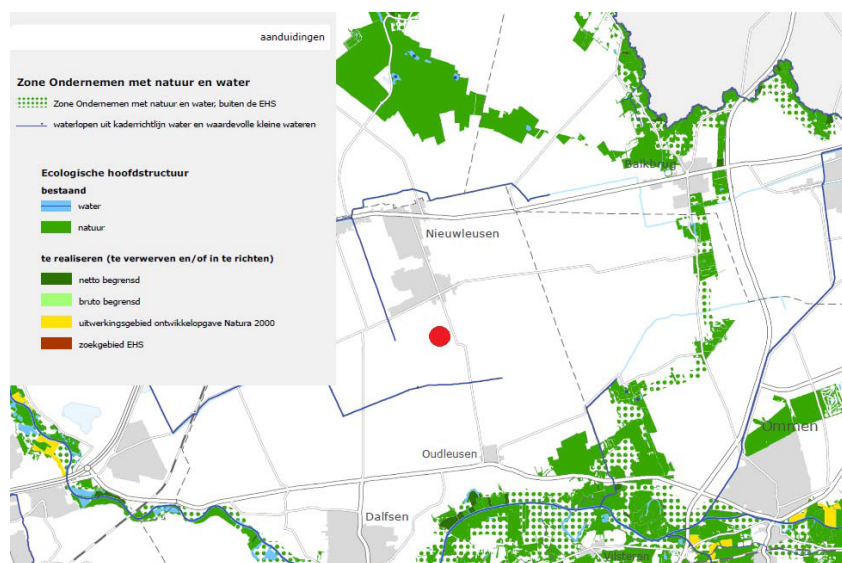 aanduidingen
Zone Ondernemen met natuur en water
Zone Ondernemen met natuur en water, buiten de EHS
waterlopen uit kaderrichtlijn water en waardevolle kleine wateren
Ecologische hoofdstructuur
bestaand
water
natuur
te realiseren (te verwerven en/of in te richten)
netto begrensd
bruto begrensd
uitwerkingsgebied ontwikkelopgave Natura 2000
zoekgebied EHS
Balkbrug
Nieuwleusen
Ommen
Oudleusen
Dalfsen
Vilsteren